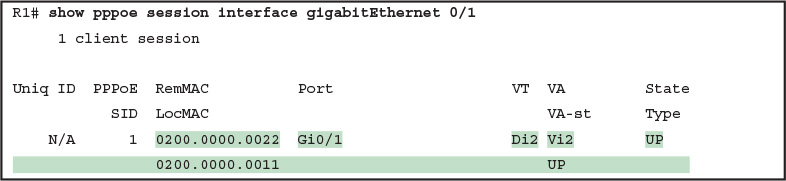 R1# show pppoe session interface gigabitEthernet 0/1
1 client session
Uniq ID PPPoE RemMAC Port VT VA State
SID LocMAC VA-st Type
N/A 1 0200.0000.0022 Gi0/1 Di2 Vi2 UP
0200.0000.0011 UP